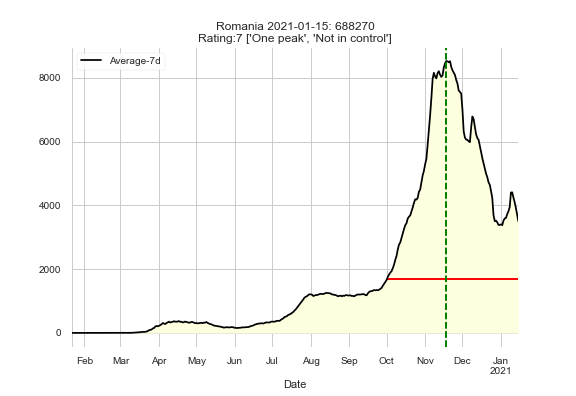 Romania 2021-01-15: 688270
Rating:7 ['One peak', 'Not in control']
Average-7d
8000
6000
4000
2000
0
Feb Mar Apr May Jun Jul Aug Sep Oct Nov Dec Jan
2021
Date